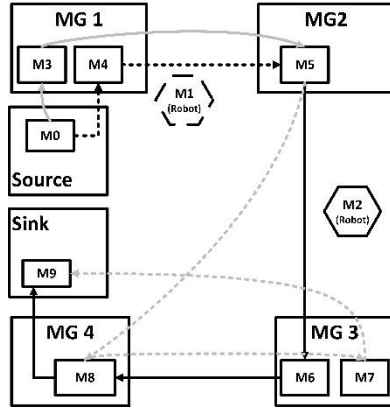 MG 1
MG2
M3
M4
M5
M1
(Robot)
M0
Source
M2
(Robot)
Sink
M9
MG 4
MG 3
M8
M6
M7